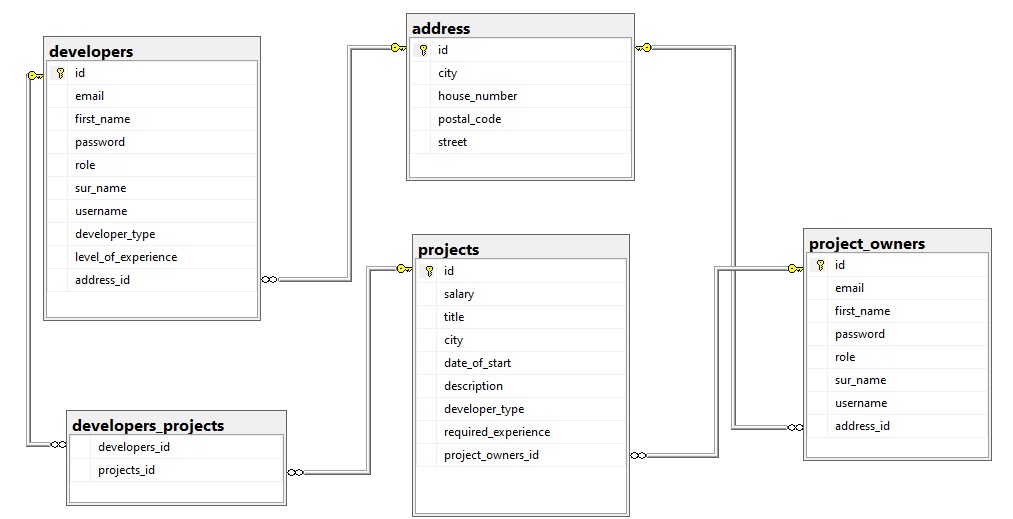 developers
id
email
first_name
password
role
sur_name
username
developer_type
level_of_experience
address_id
address
id
city
house_number
postal_code
street
projects
id
salary
title
city
date_of_start
description
developer_type
required_experience
project_owners_id
project_owners
id
email
first_name
password
role
sur_name
username
address_id
developers_projects
developers_id
projects_id